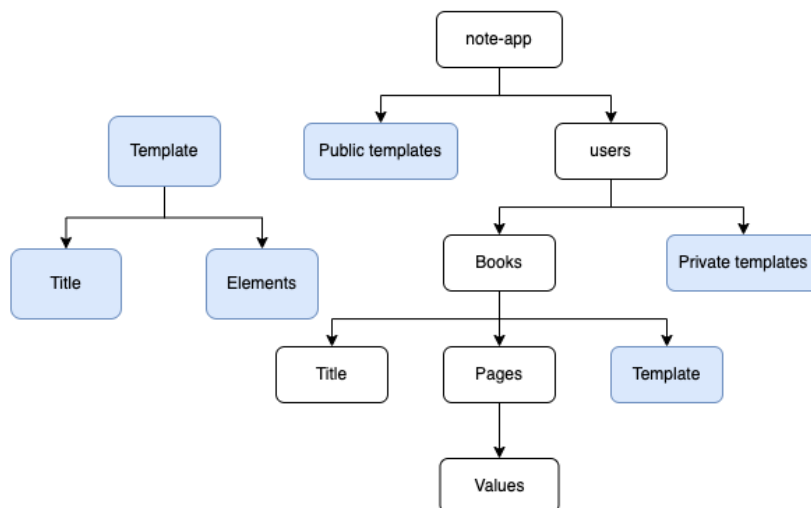 note-app
Template
Public templates
users
Title
Elements
Books
Private templates
Title
Pages
Template
Values